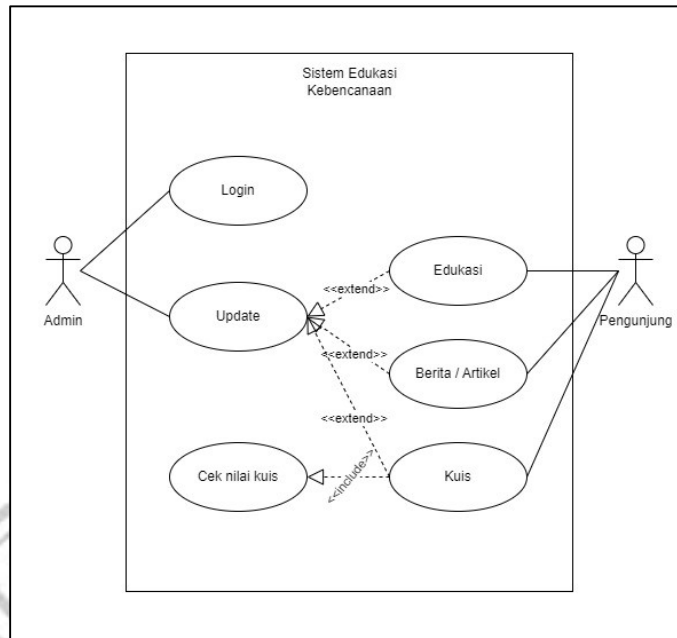 Sistem Edukasi
Kebencanaan
Login
Edukasi
<<extend>>
Admin
Update
Pengunjung
<<extend>>
Berita / Artikel
<<extend>>
Cek nilai kuis
<<include>>
Kuis